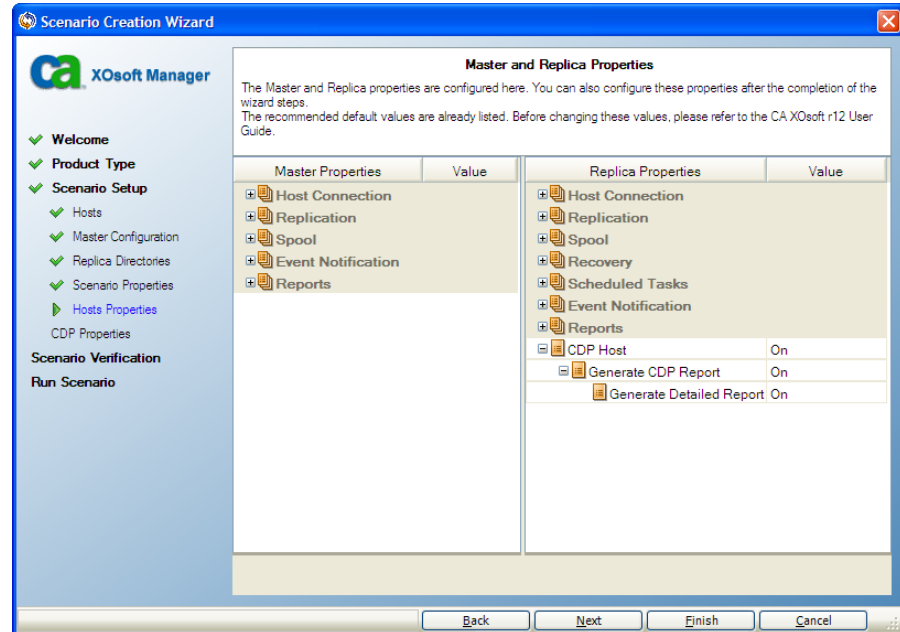 Scenario Creation Wizard
ca
XOsoft Manager
Welcome
Product Type
Scenario Setup
Hosts
Master Configuration
Replica Directories
Scenario Properties
Hosts Properties
CDP Properties
Scenario Verification
Run Scenario
Master and Replica Properties
The Master and Replica properties are configured here. You can also configure these properties after the completion of the
wizard steps.
The recommended default values are already listed. Before changing these values, please refer to the CA XOsoft r12 User
Guide.
Master Properties Value
Host Connection
Replication
Spool
Event Notification
Reports
Replica Properties Value
Host Connection
Replication
Spool
Recovery
Scheduled Tasks
Event Notification
Reports
CDP Host On
Generate CDP Report On
Generate Detailed Report On
Back Next Finish Cancel